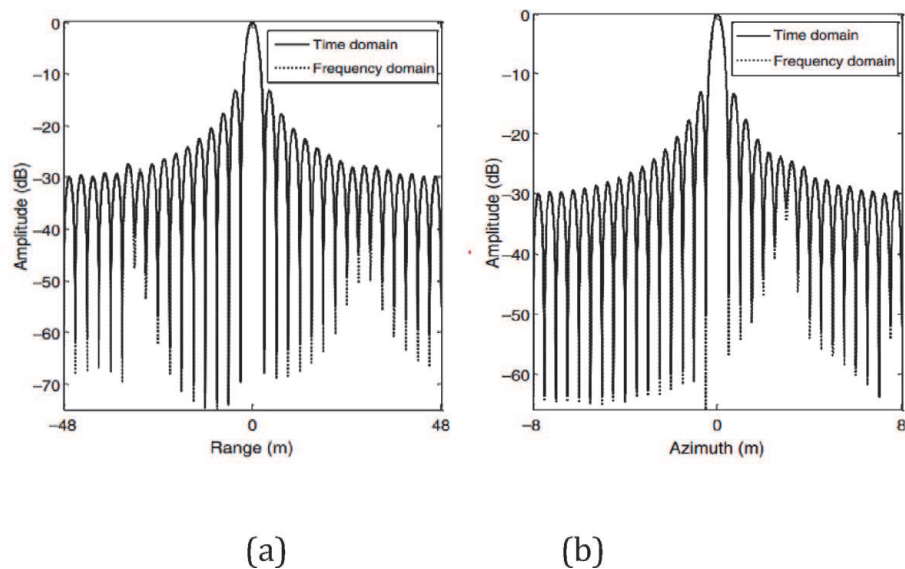 0
-10
-20
-30
-40
-50
-60
-70
Amplitude (dB)
-48
0
48
Range (m)
Time domain
Frequency domain
0
-10
-20
-30
-40
-50
-60
Amplitude (dB)
-8
0
8
Azimuth (m)
Time domain
Frequency domain
(a)
(b)